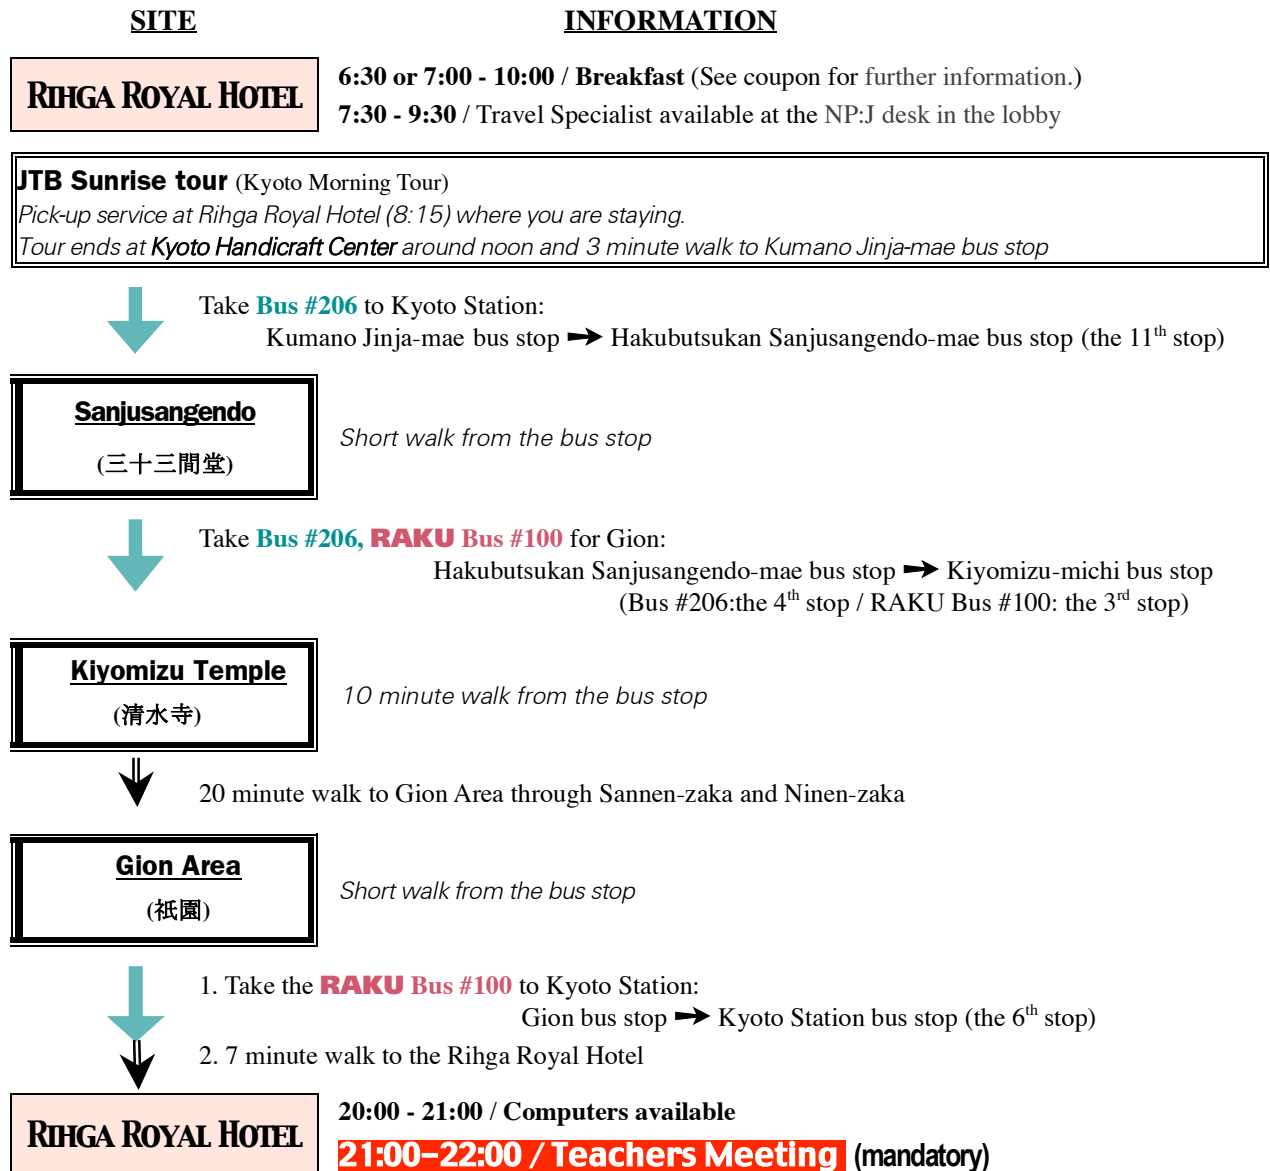 SITE INFORMATION
RIHGA ROYAL HOTEL
6:30 or 7:00 - 10:00 / Breakfast (See coupon for further information.)
7:30 - 9:30 / Travel Specialist available at the NP:J desk in the lobby
JTB Sunrise tour (Kyoto Morning Tour)
Pick-up service at Rihga Royal Hotel (8:15) where you are staying.
Tour ends at Kyoto Handicraft Center around noon and 3 minute walk to Kumano Jinja-mae bus stop
Take Bus #206 to Kyoto Station:
Kumano Jinja-mae bus stop ➔ Hakubutsukan Sanjusangendo-mae bus stop (the 11th stop)
Sanjusangendo
(三十三間堂)
Short walk from the bus stop
Take Bus #206, RAKU Bus #100 for Gion:
Hakubutsukan Sanjusangendo-mae bus stop ➔ Kiyomizu-michi bus stop
(Bus #206:the 4th stop / RAKU Bus #100: the 3rd stop)
Kiyomizu Temple
(清水寺)
10 minute walk from the bus stop
20 minute walk to Gion Area through Sannen-zaka and Ninen-zaka
Gion Area
(祇園)
Short walk from the bus stop
1. Take the RAKU Bus #100 to Kyoto Station:
Gion bus stop ➔ Kyoto Station bus stop (the 6th stop)
2. 7 minute walk to the Rihga Royal Hotel
RIHGA ROYAL HOTEL
20:00 - 21:00 / Computers available
21:00–22:00 / Teachers Meeting (mandatory)